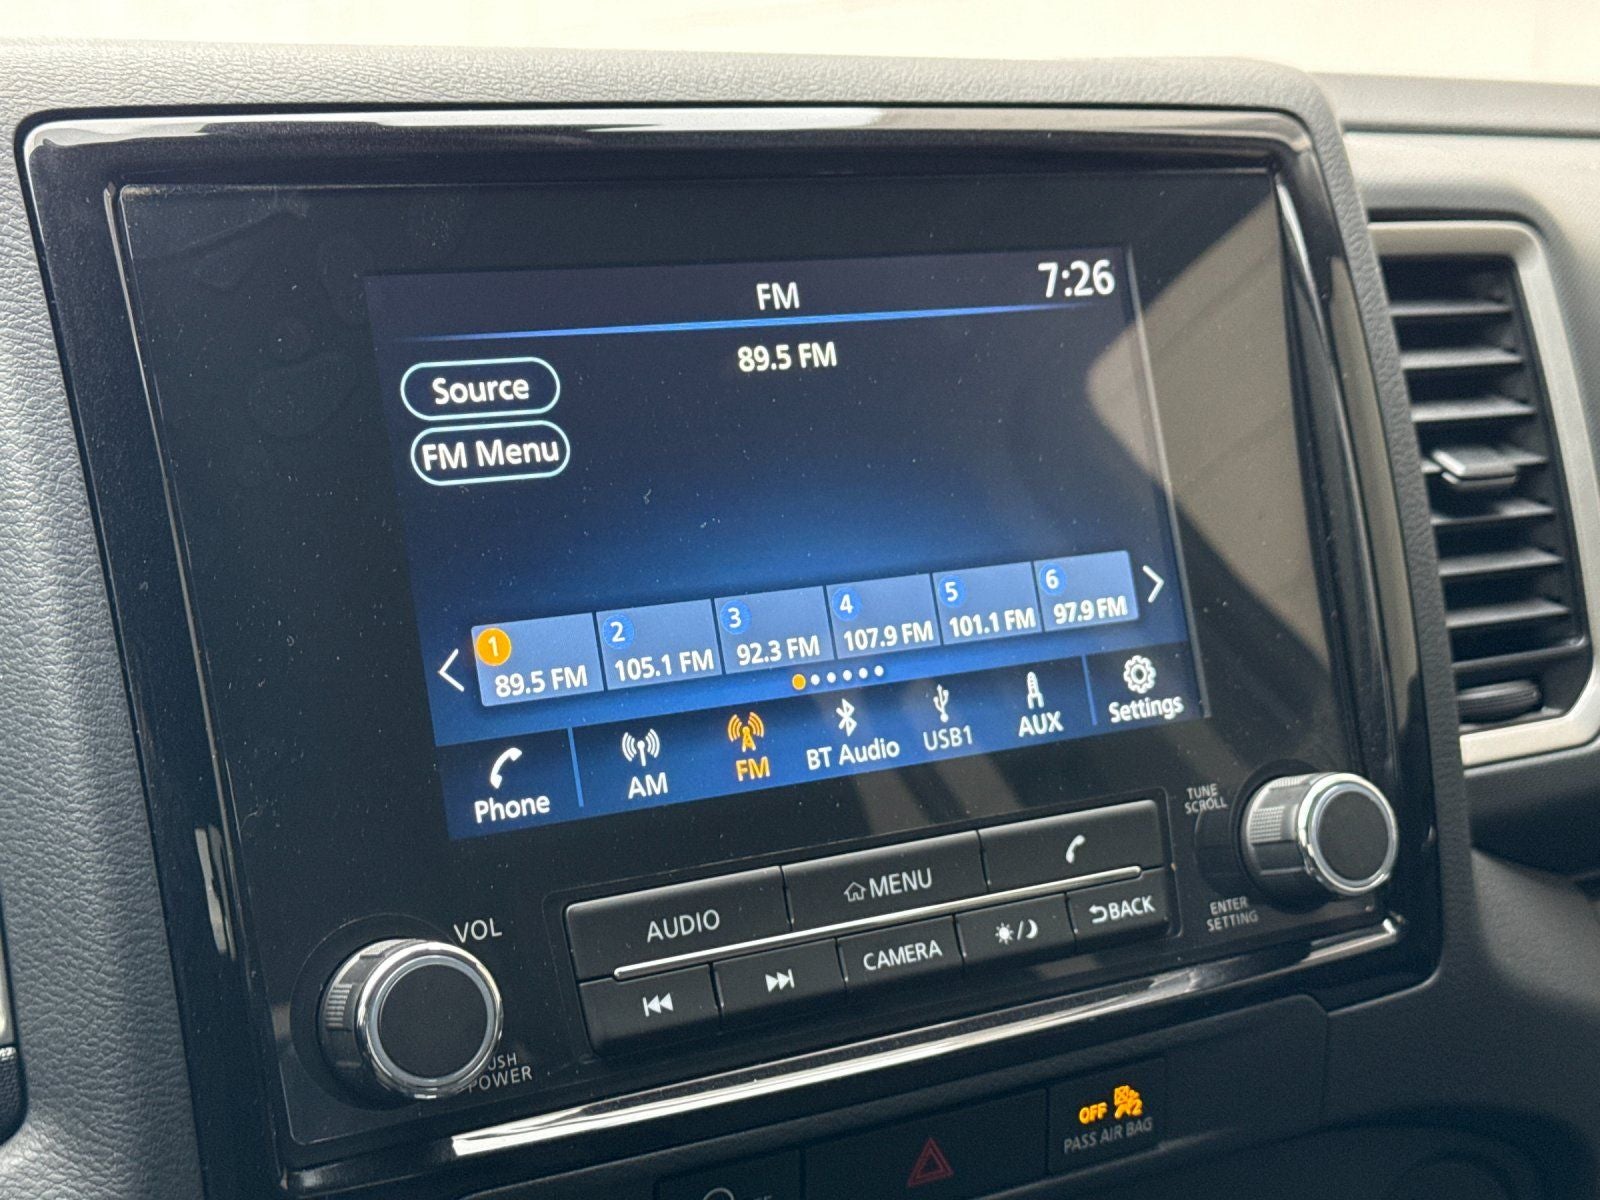 FM
7:26
89.5 FM
Source
FM Menu
1
89.5 FM
2
105.1 FM
3
92.3 FM
4
107.9 FM
5
101.1 FM
6
97.9 FM
Phone
AM
FM
BT Audio
USB1
AUX
Settings
TUNE
SCROLL
AUDIO
MENU
VOL
CAMERA
BACK
ENTER
SETTING
POWER
OFF
2
PASS AIR BAG